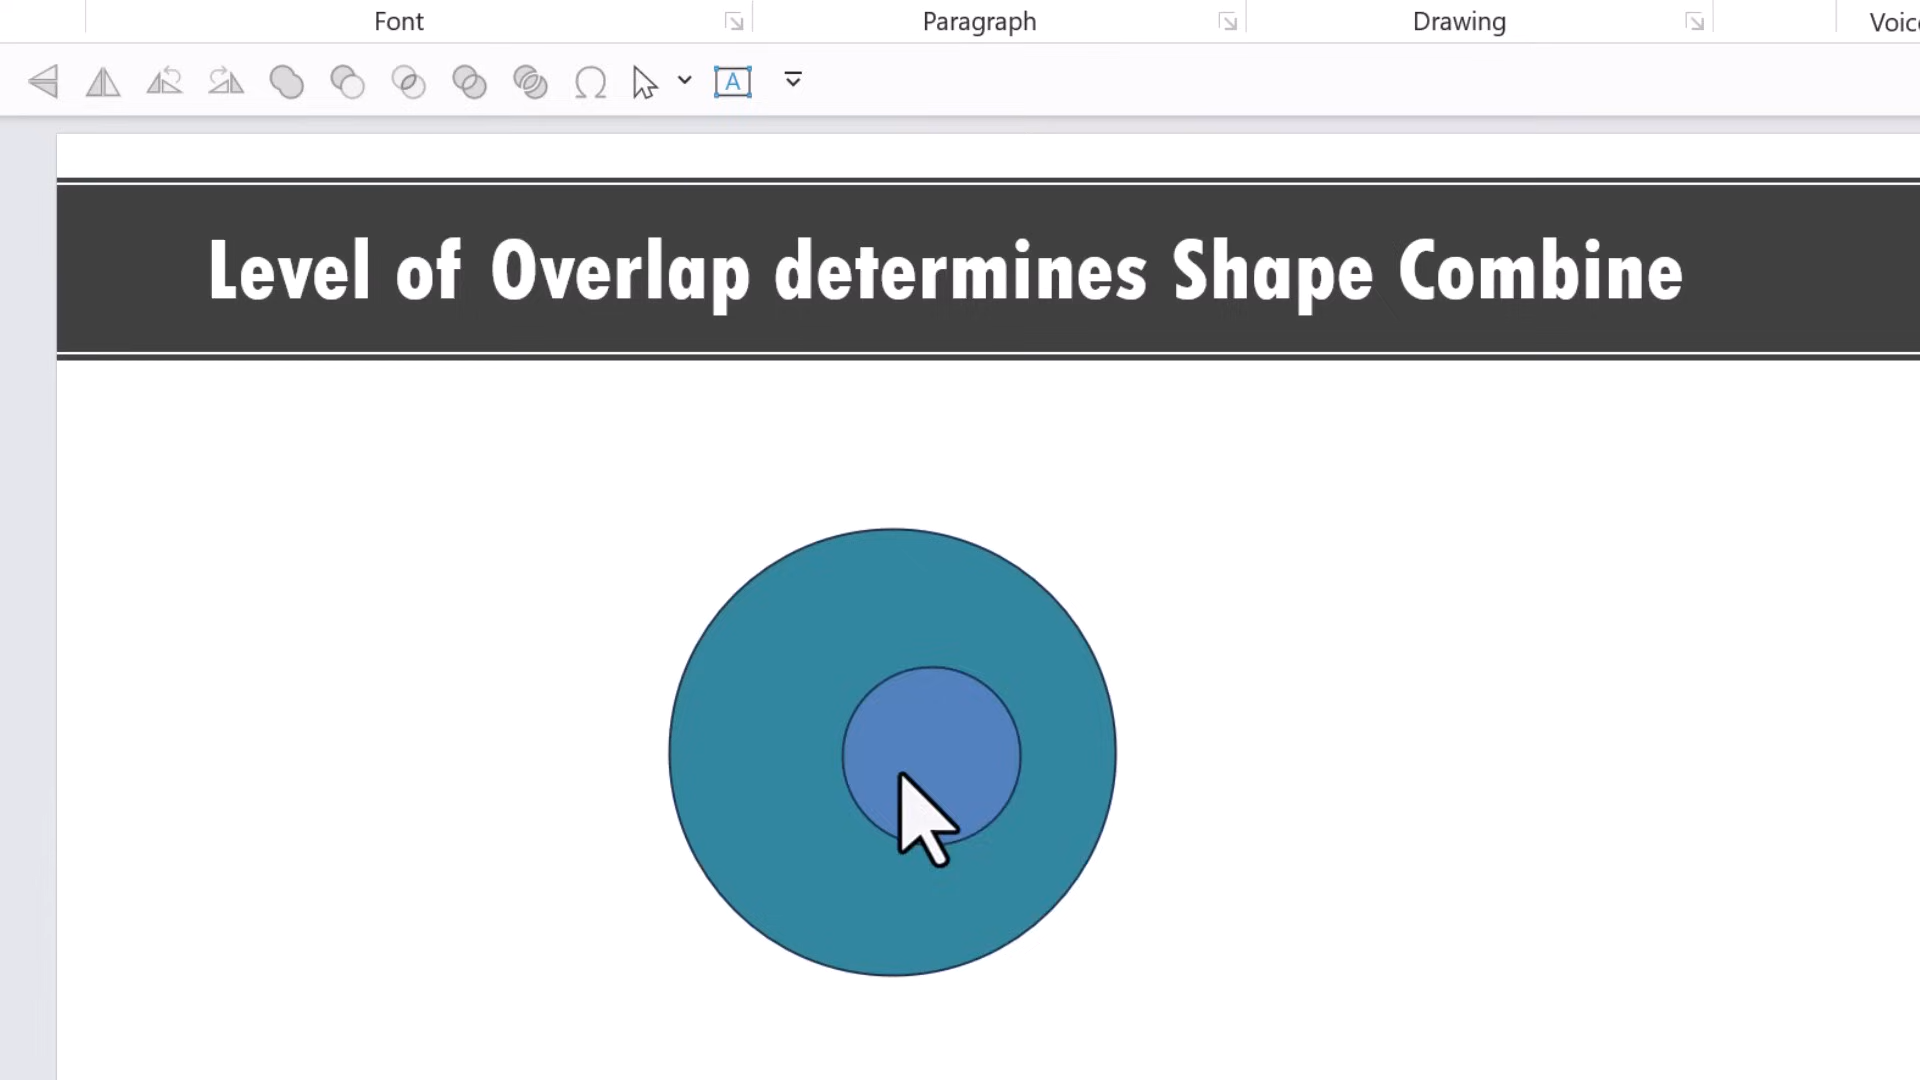 Font Paragraph Drawing Voic
A
Level of Overlap determines Shape Combine